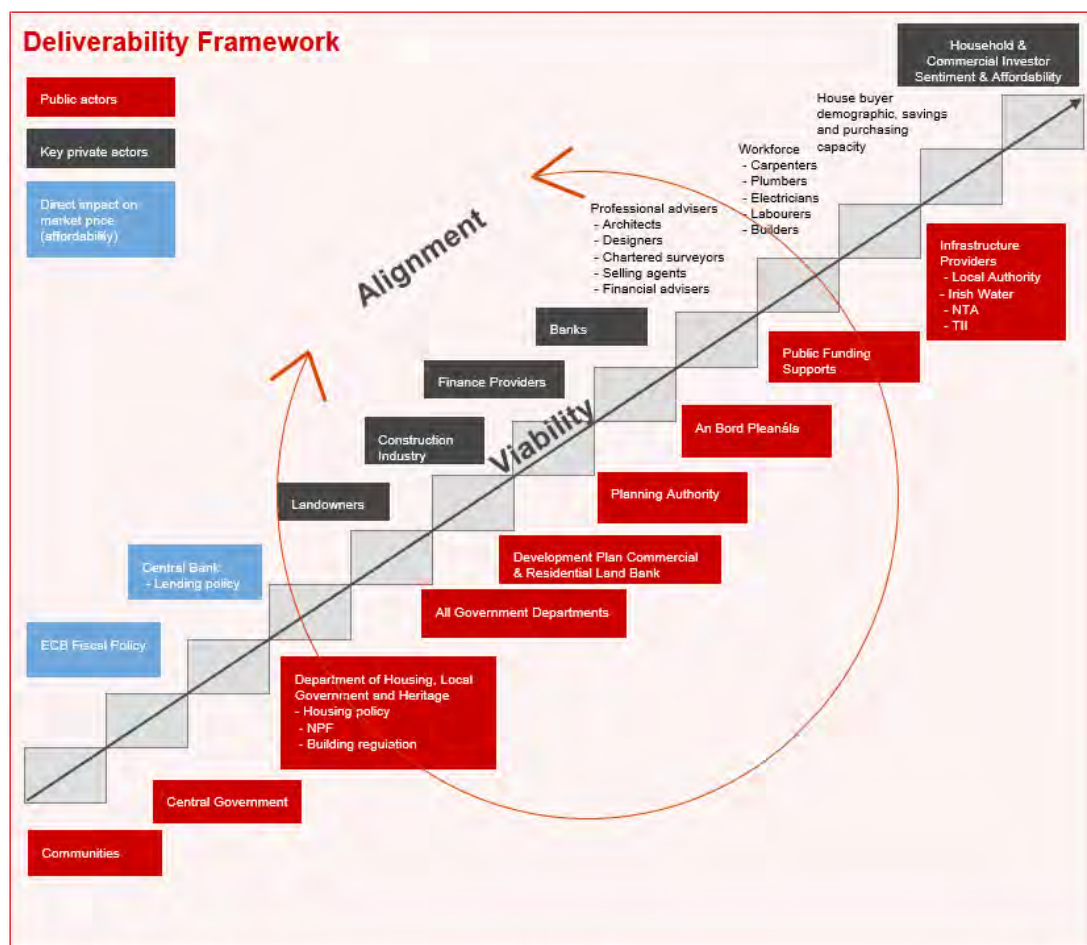 Deliverability Framework
Public actors
Key private actors
Direct impact on
market price
(affordability)
Household &
Commercial Investor
Sentiment & Affordability
House buyer
demographic, savings
and purchasing
capacity
Workforce
- Carpenters
- Plumbers
- Electricians
- Labourers
- Builders
Professional advisers
- Architects
- Designers
- Chartered surveyors
- Selling agents
- Financial advisers
Alignment
Banks
Finance Providers
Construction
Industry
Landowners
Viability
Central Bank
- Lending policy
ECB Fiscal Policy
Infrastructure
Providers
- Local Authority
- Irish Water
- NTA
- TII
Public Funding
Supports
An Bord Pleanála
Planning Authority
Development Plan Commercial
& Residential Land Bank
All Government Departments
Department of Housing, Local
Government and Heritage
- Housing policy
- NPF
- Building regulation
Central Government
Communities